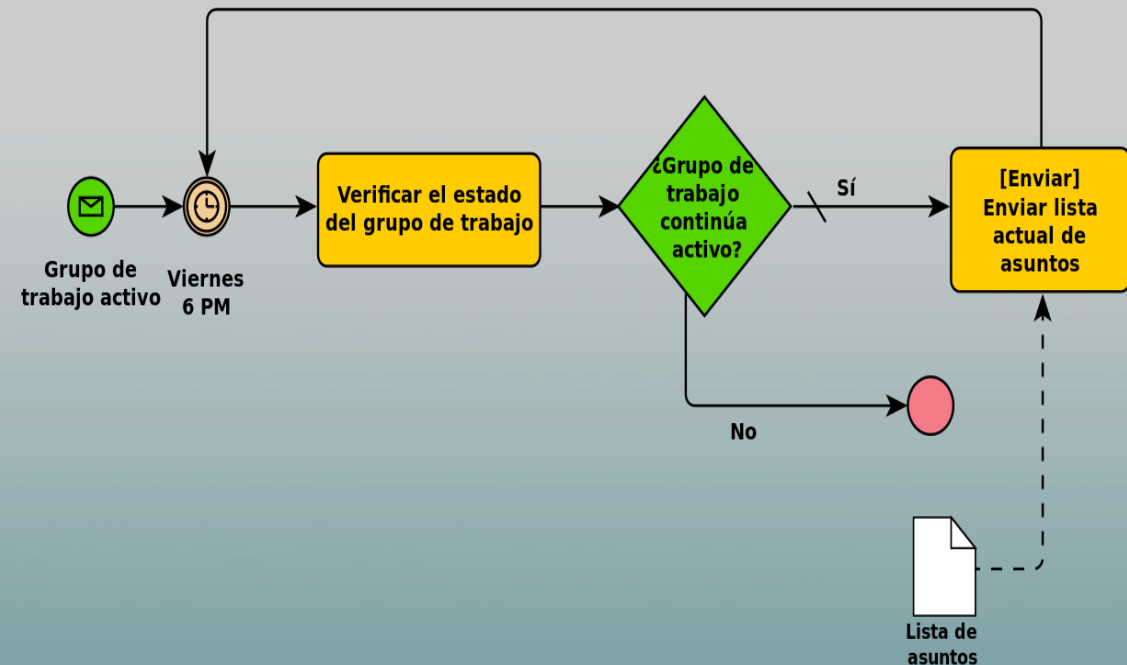 Grupo de
trabajo activo
Viernes
6 PM
Verificar el estado
del grupo de trabajo
¿Grupo de
trabajo
continúa
activo?
Sí
[Enviar]
Enviar lista
actual de
asuntos
No
Lista de
asuntos